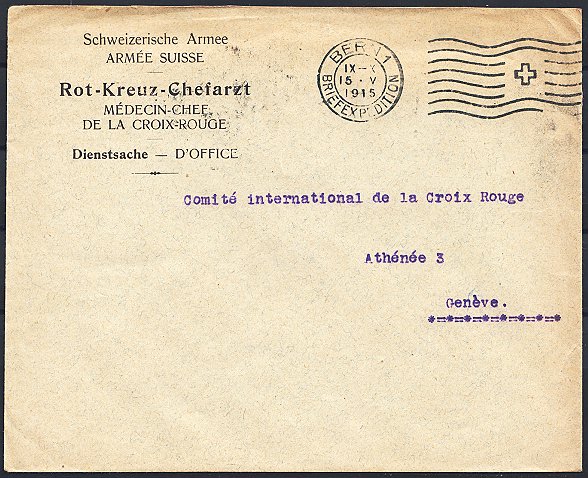 Schweizerische Armee
ARMÉE SUISSE
Rot-Kreuz-Chefarzt
MÉDECIN-CHEF
DE LA CROIX-ROUGE
Dienstsache — D'OFFICE
BERN 1
IX-X
15 · V
1915
BRIEFEXPEDITION
Comité international de la Croix Rouge
Athénée 3
Genève.
*=*=*=*=*=*=*=*=*